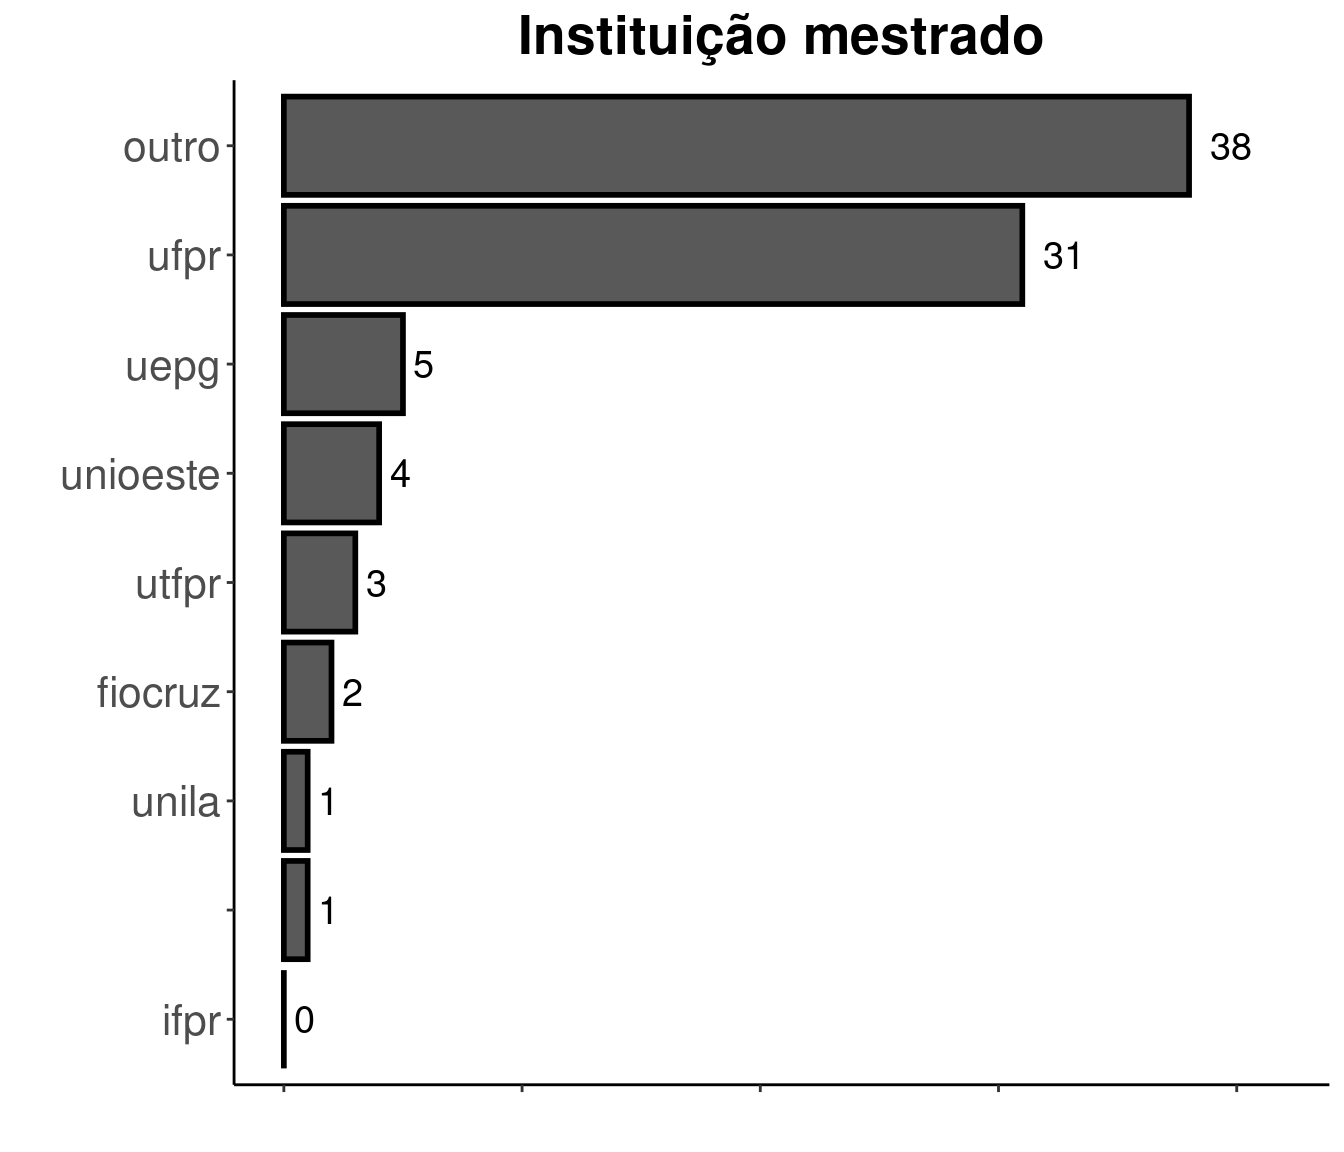 Instituição mestrado
outro 38
ufpr 31
uepg 5
unioeste 4
utfpr 3
fiocruz 2
unila 1
1
ifpr 0